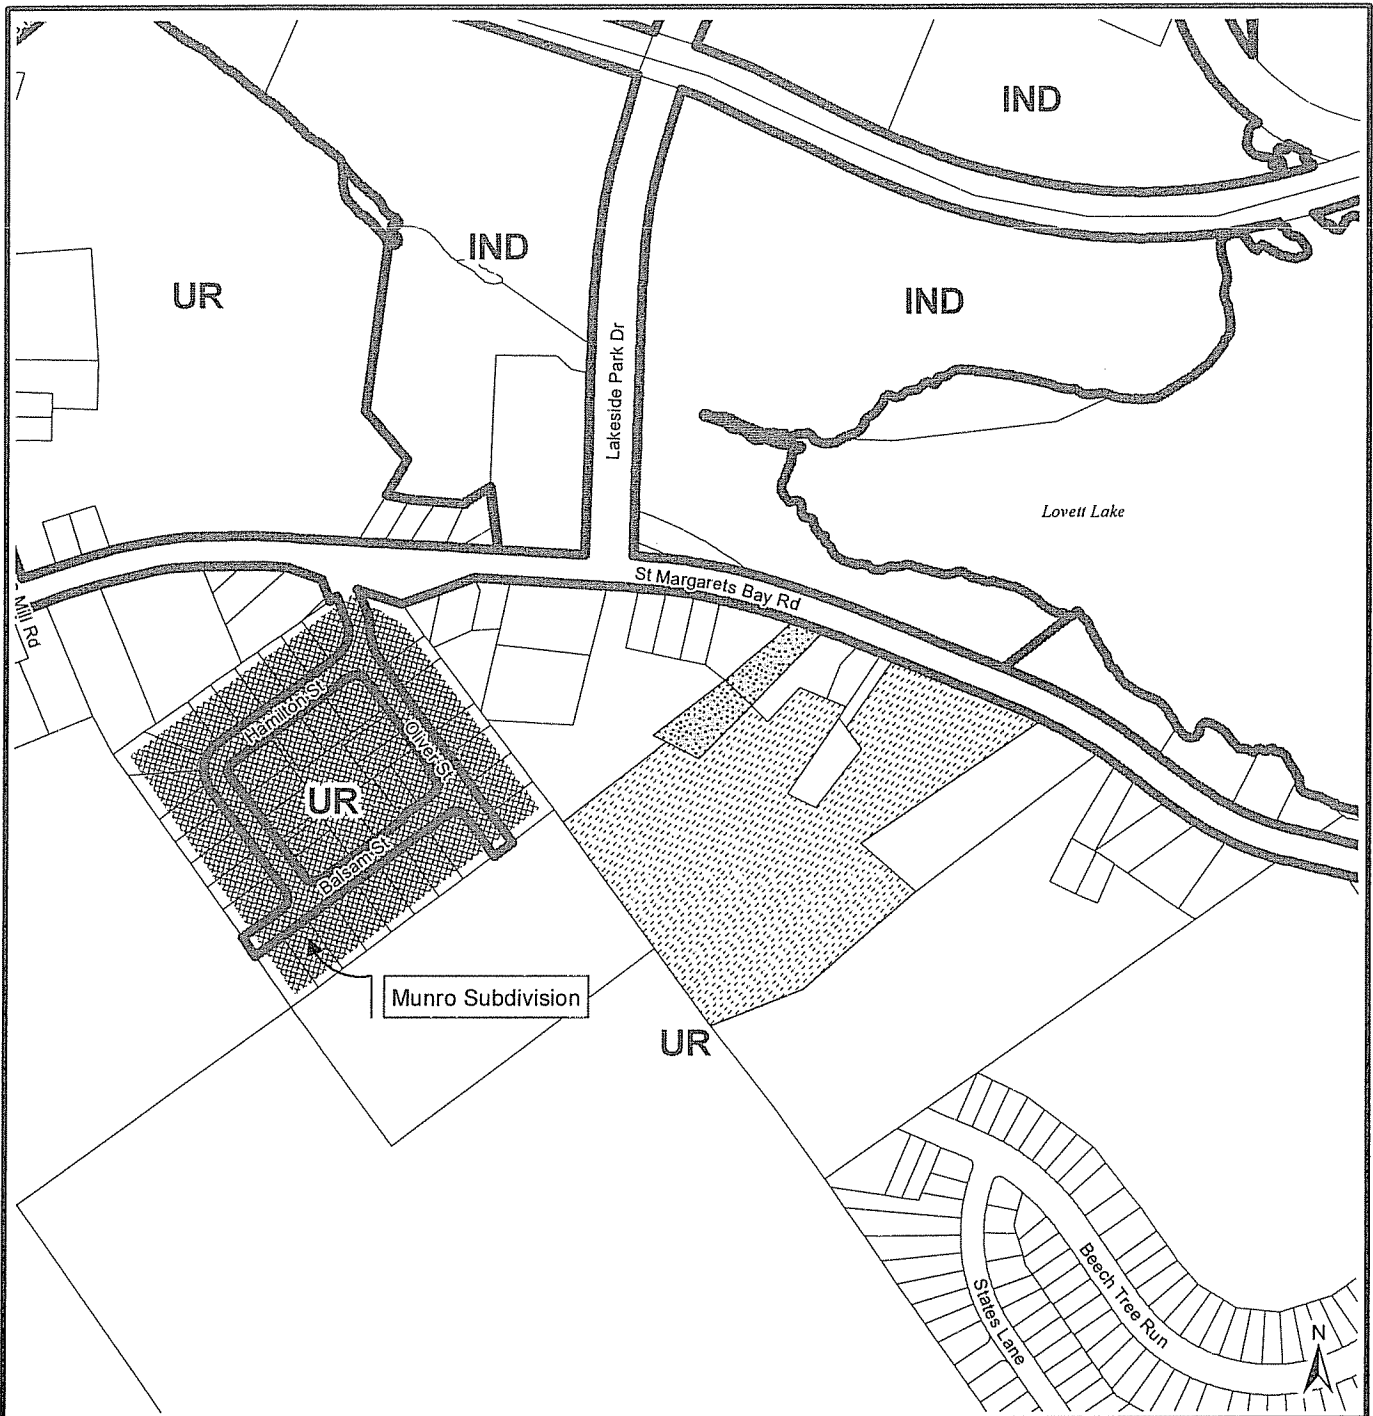 IND
IND
UR
IND
Lakeside Park Dr
Lovett Lake
St Margarets Bay Rd
Mill Rd
Hamilton St
Olive St
UR
Balsam St
Munro Subdivision
UR
Beech Tree Run
States Lane
N